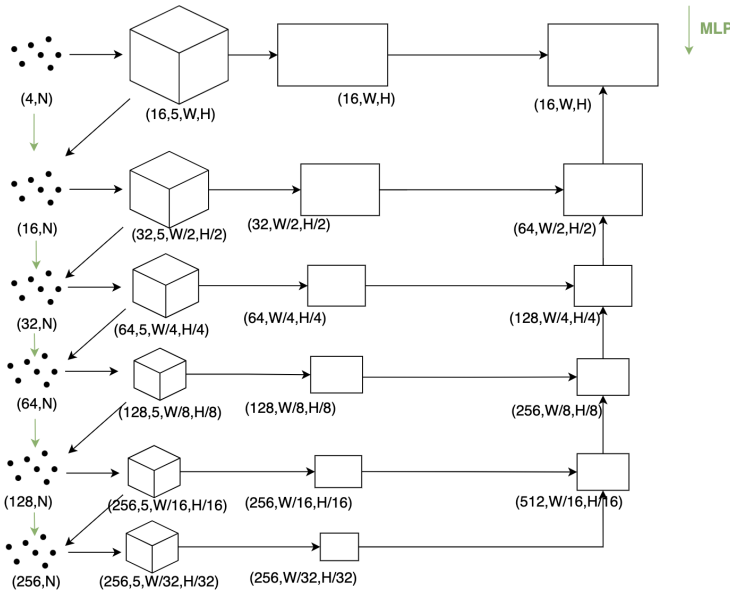 MLP
(4,N)
(16,5,W,H)
(16,W,H)
(16,W,H)
(16,N)
(32,5,W/2,H/2)
(32,W/2,H/2)
(64,W/2,H/2)
(32,N)
(64,5,W/4,H/4)
(64,W/4,H/4)
(128,W/4,H/4)
(64,N)
(128,5,W/8,H/8)
(128,W/8,H/8)
(256,W/8,H/8)
(128,N)
(256,5,W/16,H/16)
(256,W/16,H/16)
(512,W/16,H/16)
(256,N)
(256,5,W/32,H/32)
(256,W/32,H/32)